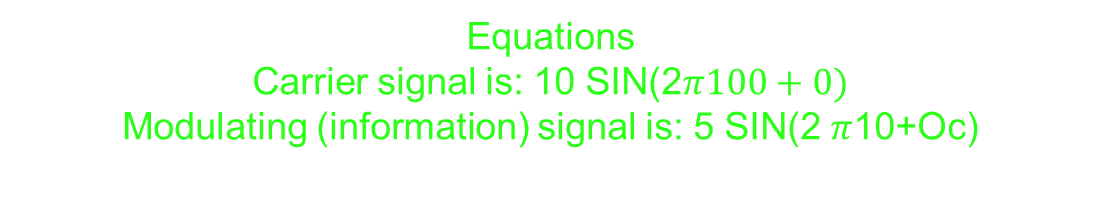 Equations
Carrier signal is: 10 SIN(2𝜋100 + 0)
Modulating (information) signal is: 5 SIN(2 𝜋10+Oc)